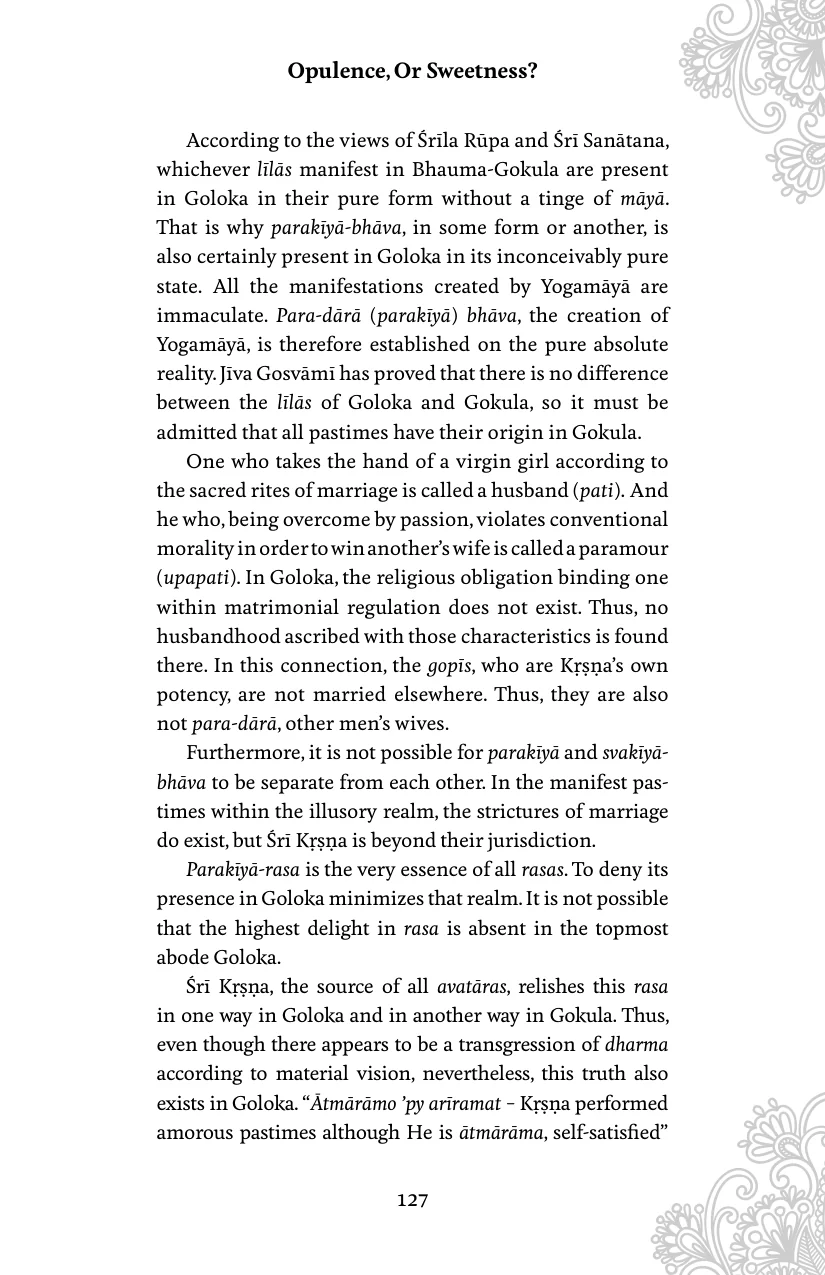 Opulence, Or Sweetness?
According to the views of Śrīla Rūpa and Śrī Sanātana,
whichever līlās manifest in Bhauma-Gokula are present
in Goloka in their pure form without a tinge of māyā.
That is why parakīyā-bhāva, in some form or another, is
also certainly present in Goloka in its inconceivably pure
state. All the manifestations created by Yogamāyā are
immaculate. Para-dārā (parakīyā) bhāva, the creation of
Yogamāyā, is therefore established on the pure absolute
reality. Jīva Gosvāmī has proved that there is no difference
between the līlās of Goloka and Gokula, so it must be
admitted that all pastimes have their origin in Gokula.
One who takes the hand of a virgin girl according to
the sacred rites of marriage is called a husband (pati). And
he who, being overcome by passion, violates conventional
morality in order to win another’s wife is called a paramour
(upapati). In Goloka, the religious obligation binding one
within matrimonial regulation does not exist. Thus, no
husbandhood ascribed with those characteristics is found
there. In this connection, the gopīs, who are Kṛṣṇa’s own
potency, are not married elsewhere. Thus, they are also
not para-dārā, other men’s wives.
Furthermore, it is not possible for parakīyā and svakīyā-
bhāva to be separate from each other. In the manifest pas-
times within the illusory realm, the strictures of marriage
do exist, but Śrī Kṛṣṇa is beyond their jurisdiction.
Parakīyā-rasa is the very essence of all rasas. To deny its
presence in Goloka minimizes that realm. It is not possible
that the highest delight in rasa is absent in the topmost
abode Goloka.
Śrī Kṛṣṇa, the source of all avatāras, relishes this rasa
in one way in Goloka and in another way in Gokula. Thus,
even though there appears to be a transgression of dharma
according to material vision, nevertheless, this truth also
exists in Goloka. “Ātmārāmo ’py arīramat – Kṛṣṇa performed
amorous pastimes although He is ātmārāma, self-satisfied”
127